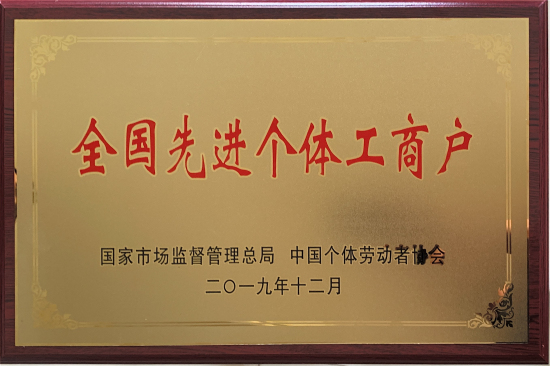 全国先进个体工商户
国家市场监督管理总局 中国个体劳动者协会
二〇一九年十二月